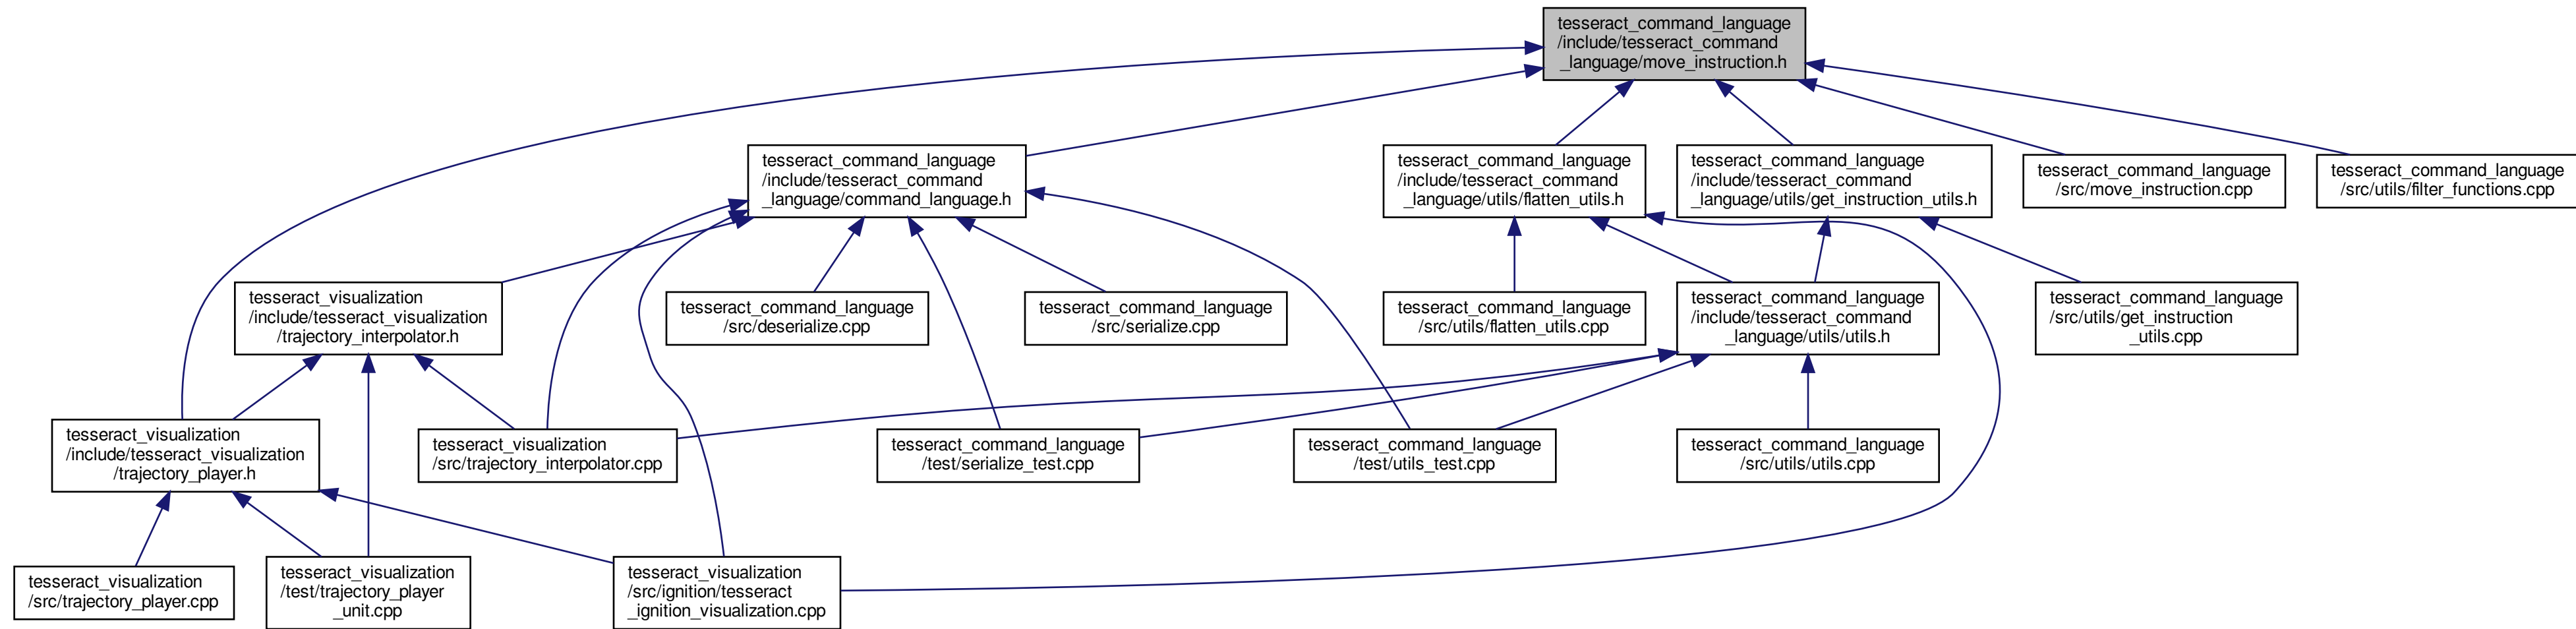 tesseract_command_language
/include/tesseract_command
_language/move_instruction.h
tesseract_command_language
/include/tesseract_command
_language/command_language.h
tesseract_command_language
/include/tesseract_command
_language/utils/flatten_utils.h
tesseract_command_language
/include/tesseract_command
_language/utils/get_instruction_utils.h
tesseract_command_language
/src/move_instruction.cpp
tesseract_command_language
/src/utils/filter_functions.cpp
tesseract_visualization
/include/tesseract_visualization
/trajectory_interpolator.h
tesseract_command_language
/src/deserialize.cpp
tesseract_command_language
/src/serialize.cpp
tesseract_command_language
/src/utils/flatten_utils.cpp
tesseract_command_language
/include/tesseract_command
_language/utils/utils.h
tesseract_command_language
/src/utils/get_instruction
_utils.cpp
tesseract_visualization
/include/tesseract_visualization
/trajectory_player.h
tesseract_visualization
/src/trajectory_interpolator.cpp
tesseract_command_language
/test/serialize_test.cpp
tesseract_command_language
/test/utils_test.cpp
tesseract_command_language
/src/utils/utils.cpp
tesseract_visualization
/src/trajectory_player.cpp
tesseract_visualization
/test/trajectory_player
_unit.cpp
tesseract_visualization
/src/ignition/tesseract
_ignition_visualization.cpp